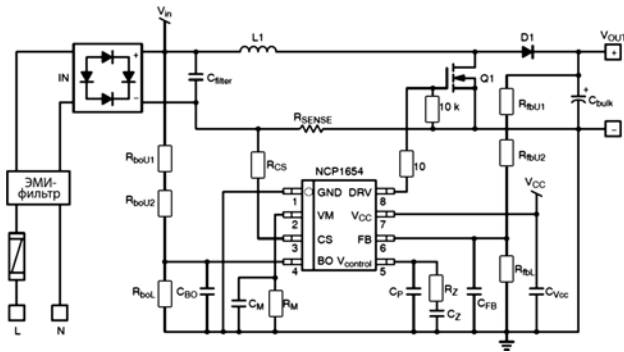 Vin
L1
D1
VOUT
+
IN
+
−
Cfilter
Q1
10 k
+
Cbulk
RfbU1
RSENSE
−
RboU1
RCS
10
RfbU2
NCP1654
ЭМИ-
фильтр
GND DRV
1 8
VCC
RboU2
VM VCC
2 7
CS FB
3 6
BO Vcontrol
4 5
RboL
CBO
CM
RM
CP
RZ
CZ
CFB
RfbL
CVcc
L N